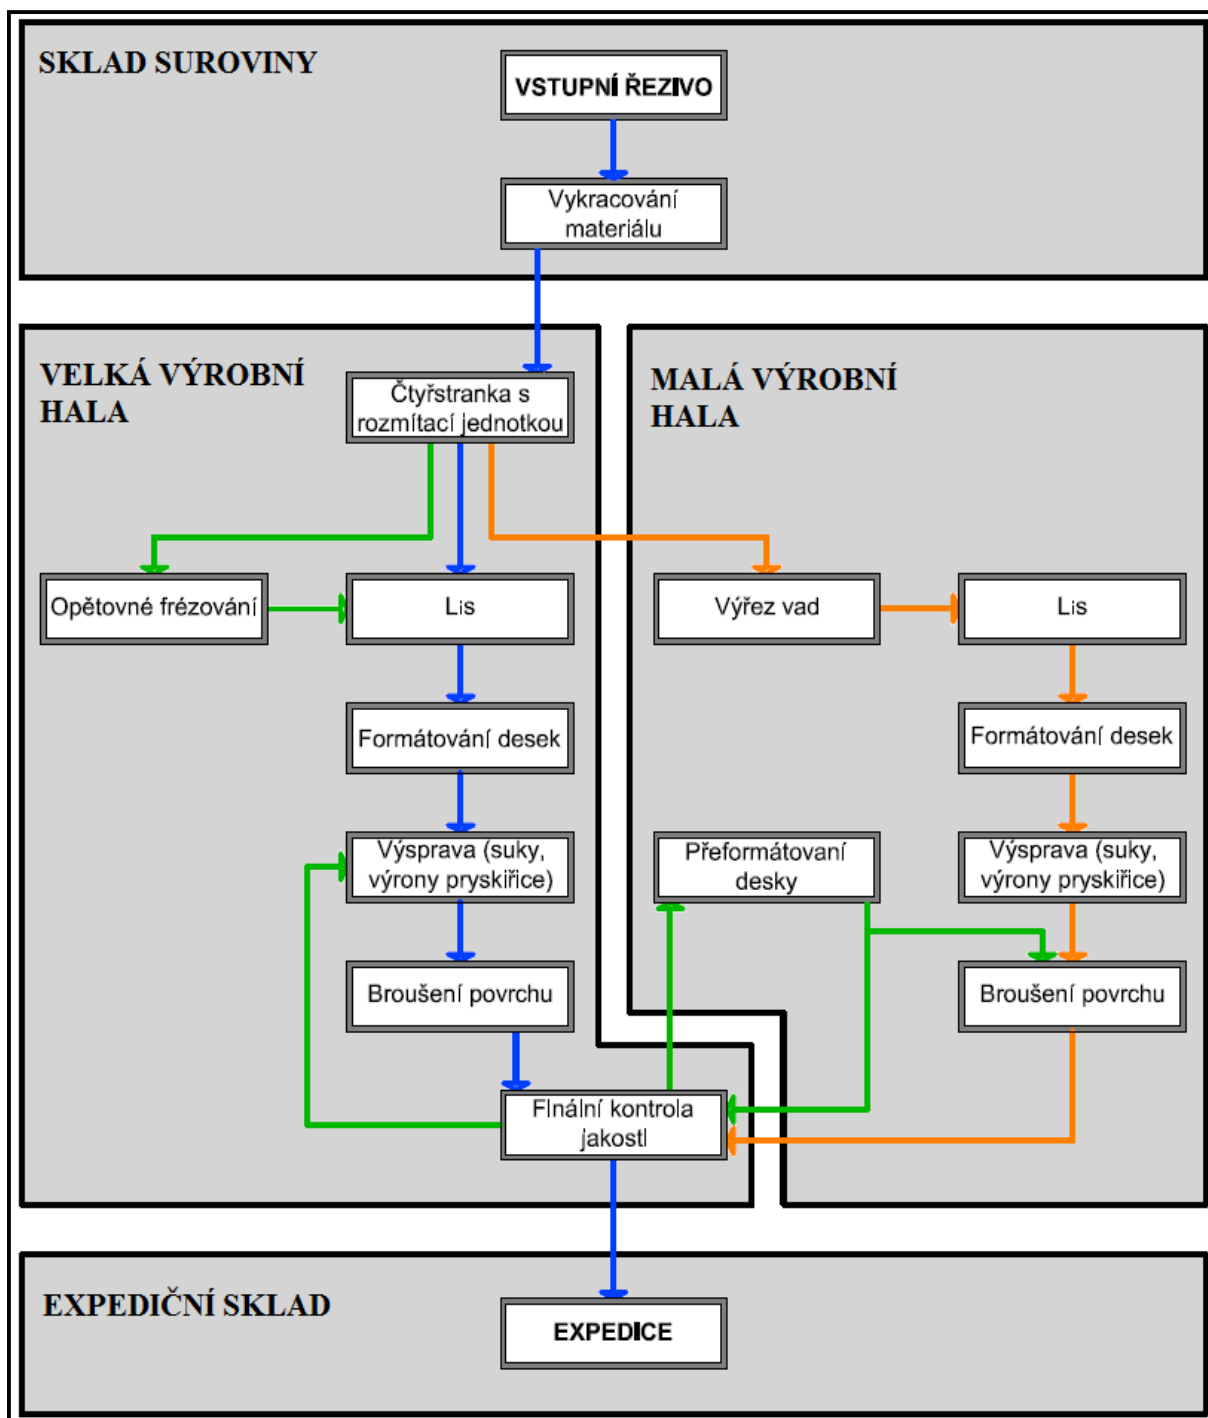 SKLAD SUROVINY
VSTUPNÍ ŘEZIVO
Vykracování
materiálu
VELKÁ VÝROBNÍ
HALA
MALÁ VÝROBNÍ
HALA
Čtyřstranka s
rozmítací jednotkou
Opětovné frézování
Lis
Výřez vad
Lis
Formátování desek
Formátování desek
Výsprava (suky,
výrony pryskiřice)
Přeformátovaní
desky
Výsprava (suky,
výrony pryskiřice)
Broušení povrchu
Broušení povrchu
FInální kontrola
jakostI
EXPEDIČNÍ SKLAD
EXPEDICE